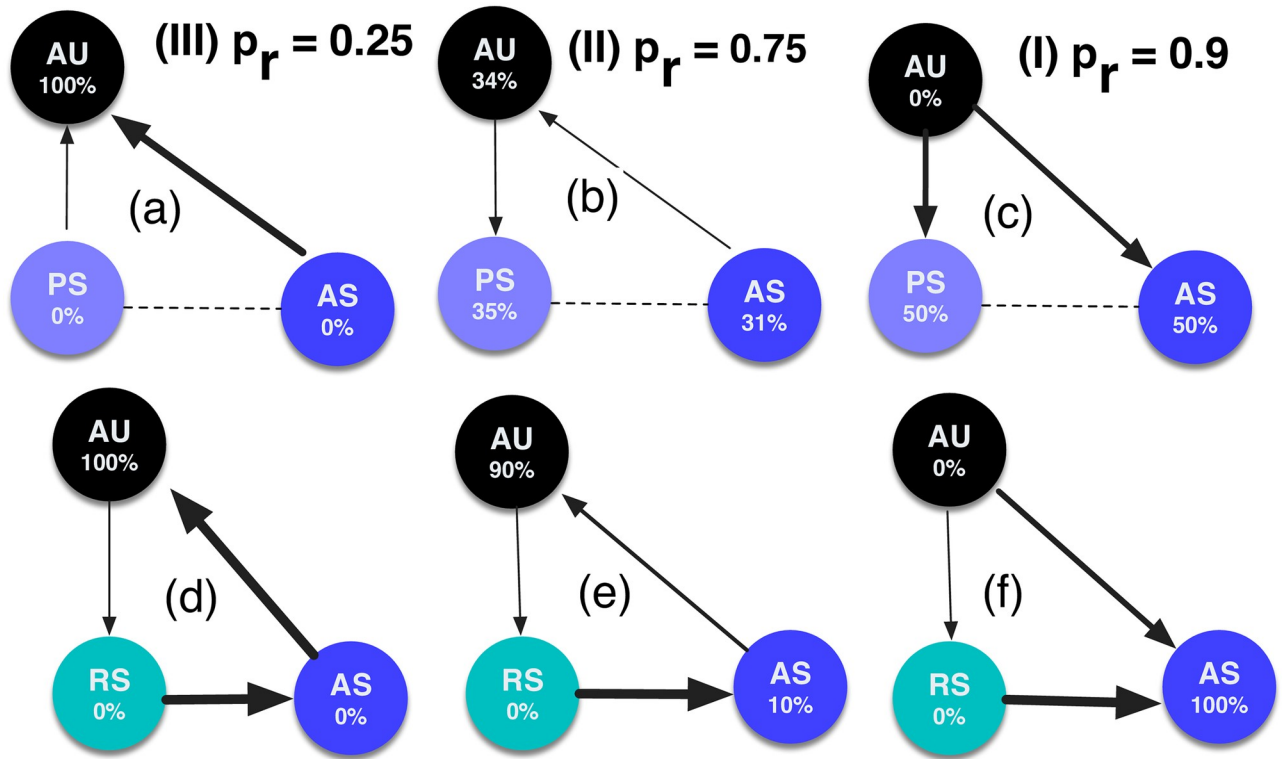 (III) pr = 0.25
(II) pr = 0.75
(I) pr = 0.9
AU
100%
(a)
PS
0%
AS
0%
AU
34%
(b)
PS
35%
AS
31%
AU
0%
(c)
PS
50%
AS
50%
AU
100%
(d)
RS
0%
AS
0%
AU
90%
(e)
RS
0%
AS
10%
AU
0%
(f)
RS
0%
AS
100%